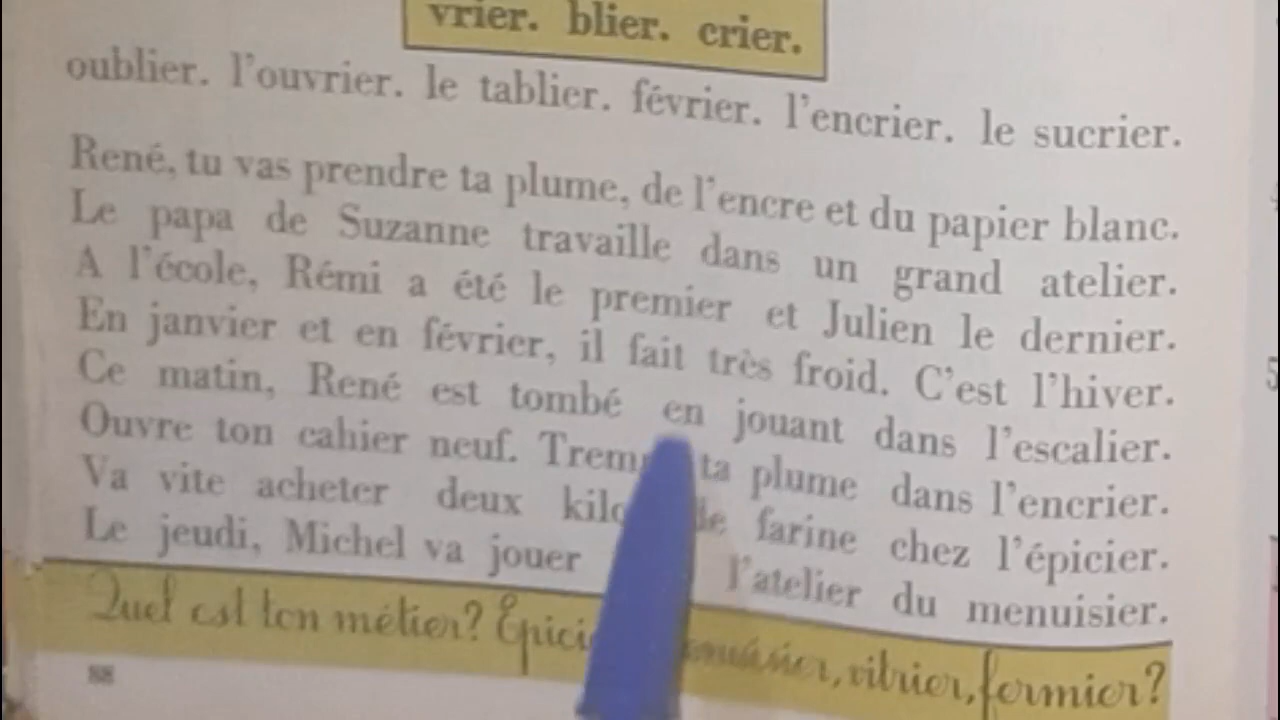 vrier. blier. crier.
oublier. l'ouvrier. le tablier. février. l'encrier. le sucrier.
René, tu vas prendre ta plume, de l'encre et du papier blanc.
Le papa de Suzanne travaille dans un grand atelier.
A l'école, Rémi a été le premier et Julien le dernier.
En janvier et en février, il fait très froid. C'est l'hiver.
Ce matin, René est tombé en jouant dans l'escalier.
Ouvre ton cahier neuf. ta plume dans l'encrier.
Va vite acheter deux farine chez l'épicier.
Le jeudi, Michel va jouer l'atelier du menuisier.
Quel est ton métier? vitrier, fermier?
88